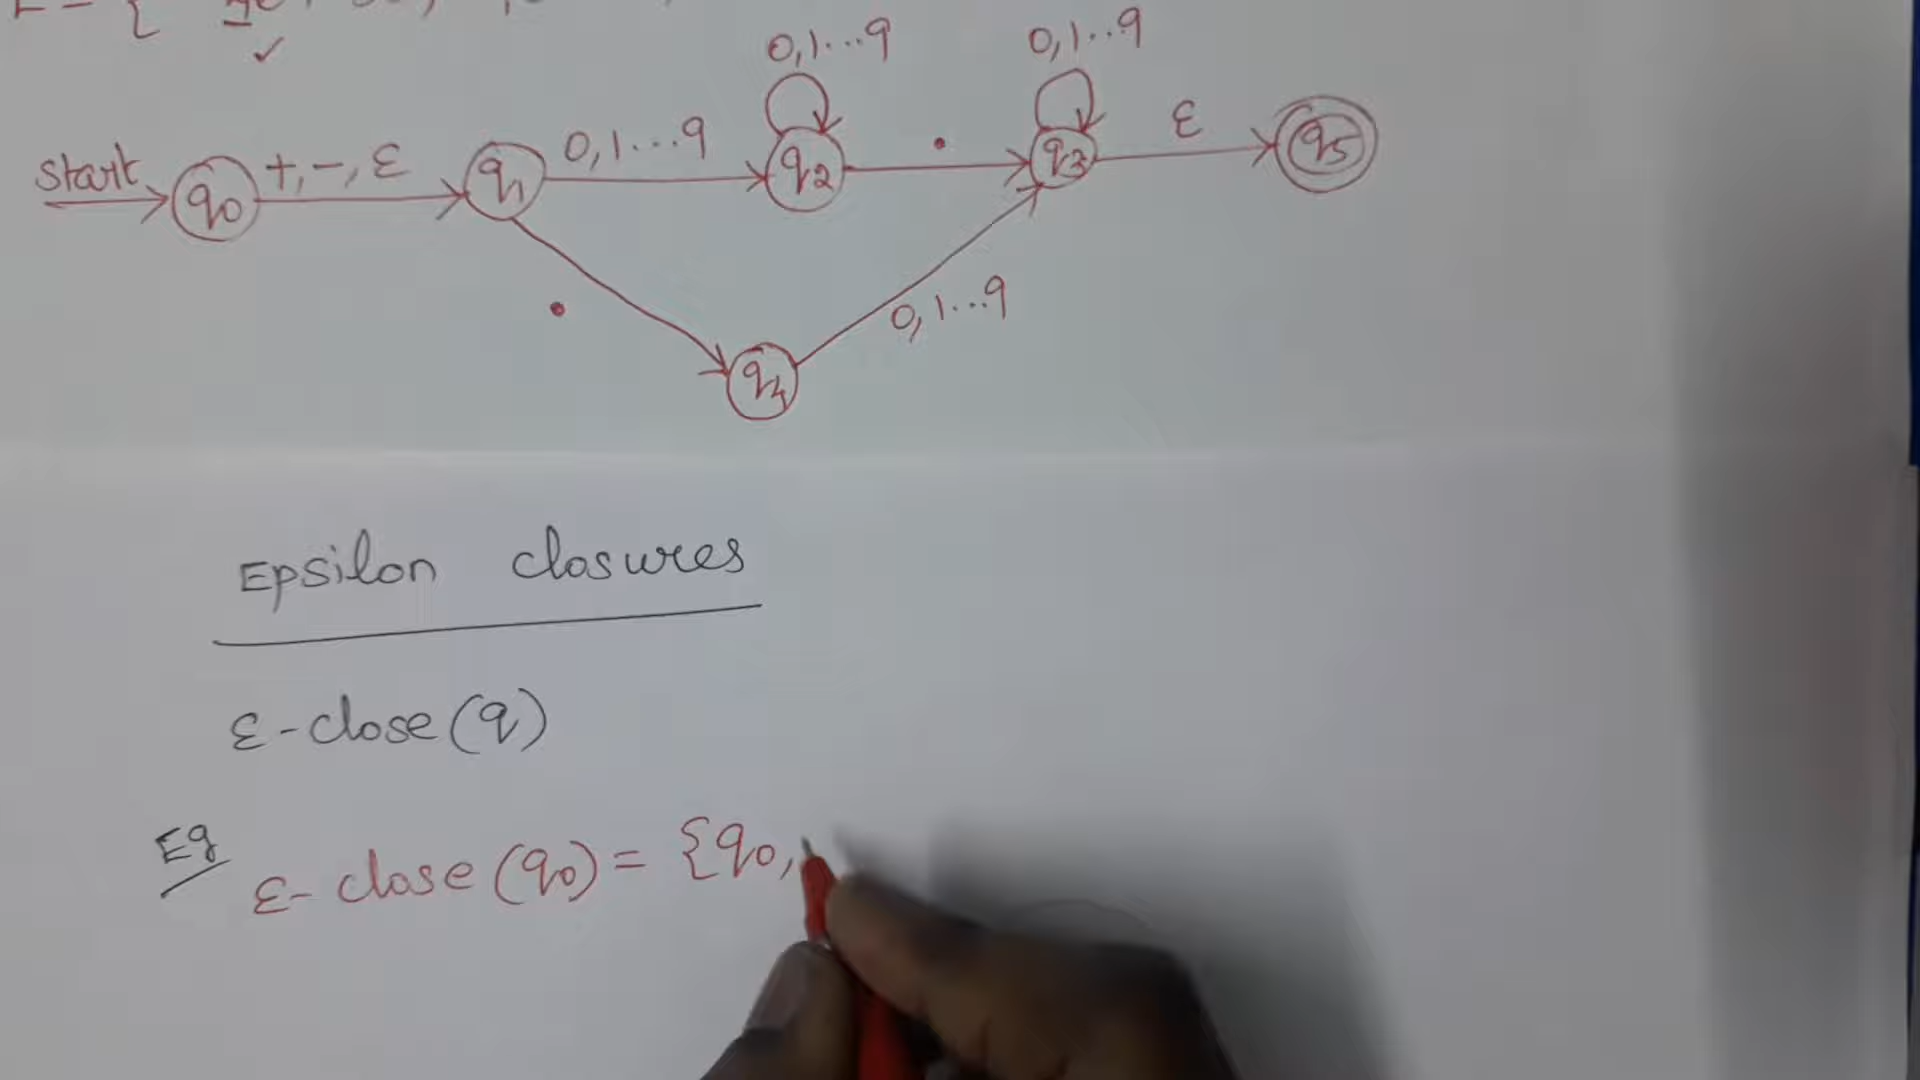 0,1...9 0,1...9
start q0 +,-,ε q1 0,1...9 q2 . q3 ε q5
. 0,1...9
q4
Epsilon closures
ε-close(q)
Eg ε-close(q0) = {q0,